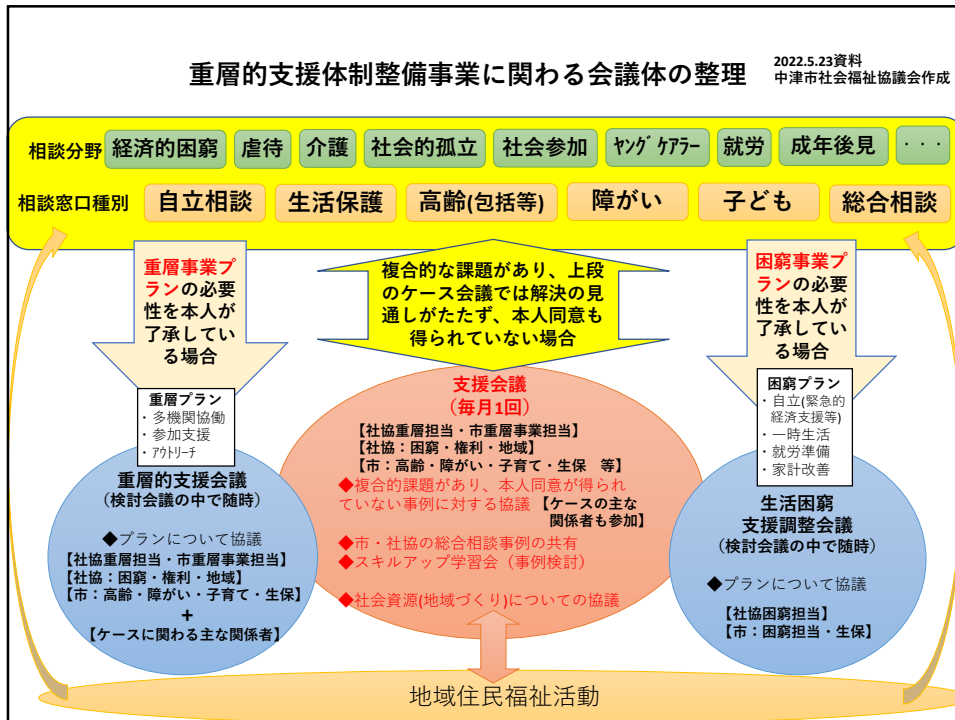 重層的支援体制整備事業に関わる会議体の整理
2022.5.23資料
中津市社会福祉協議会作成
相談分野 経済的困窮 虐待 介護 社会的孤立 社会参加 ﾔﾝｸﾞｹｱﾗｰ 就労 成年後見 ・・・
相談窓口種別 自立相談 生活保護 高齢(包括等) 障がい 子ども 総合相談
重層事業プ
ランの必要
性を本人が
了承してい
る場合
複合的な課題があり、上段
のケース会議では解決の見
通しがたたず、本人同意も
得られていない場合
困窮事業プ
ランの必要
性を本人が
了承してい
る場合
重層プラン
・多機関協働
・参加支援
・ｱｳﾄﾘｰﾁ
重層的支援会議
(検討会議の中で随時)
◆プランについて協議
【社協重層担当・市重層事業担当】
【社協：困窮・権利・地域】
【市：高齢・障がい・子育て・生保】
+
【ケースに関わる主な関係者】
支援会議
(毎月1回)
【社協重層担当・市重層事業担当】
【社協：困窮・権利・地域】
【市：高齢・障がい・子育て・生保 等】
◆複合的課題があり、本人同意が得られ
ていない事例に対する協議 【ケースの主な
関係者も参加】
◆市・社協の総合相談事例の共有
◆スキルアップ学習会（事例検討）
◆社会資源(地域づくり)についての協議
困窮プラン
・自立(緊急的
経済支援等)
・一時生活
・就労準備
・家計改善
生活困窮
支援調整会議
(検討会議の中で随時)
◆プランについて協議
【社協困窮担当】
【市：困窮担当・生保】
地域住民福祉活動